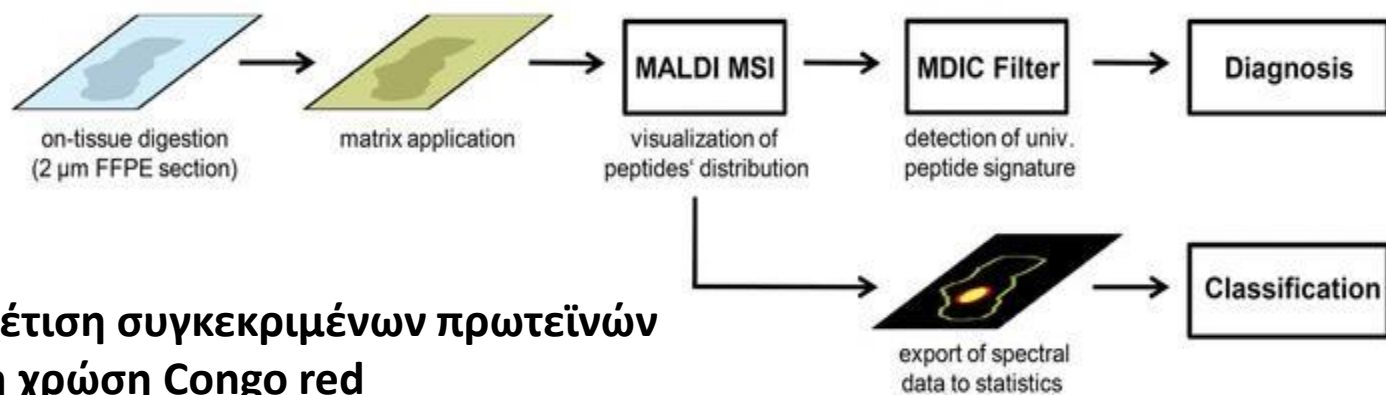 MALDI MSI
MDIC Filter
Diagnosis
on-tissue digestion
(2 µm FFPE section)
matrix application
visualization of
peptides' distribution
detection of univ.
peptide signature
Classification
export of spectral
data to statistics
συγκεκριμένων πρωτεϊνών
χρώση Congo red